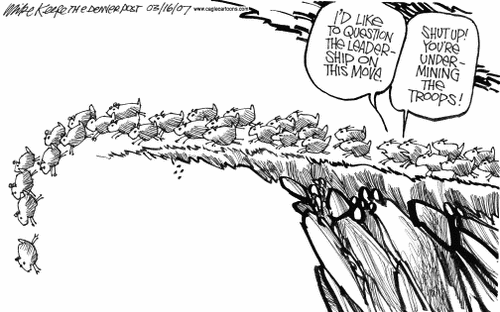 Mike Keefe THE DENVER POST 03/16/07 www.caglecartoons.com
I'D LIKE
TO QUESTION
THE LEADER-
SHIP ON
THIS MOVE.
SHUT UP!
YOU'RE
UNDER-
MINING
THE
TROOPS!